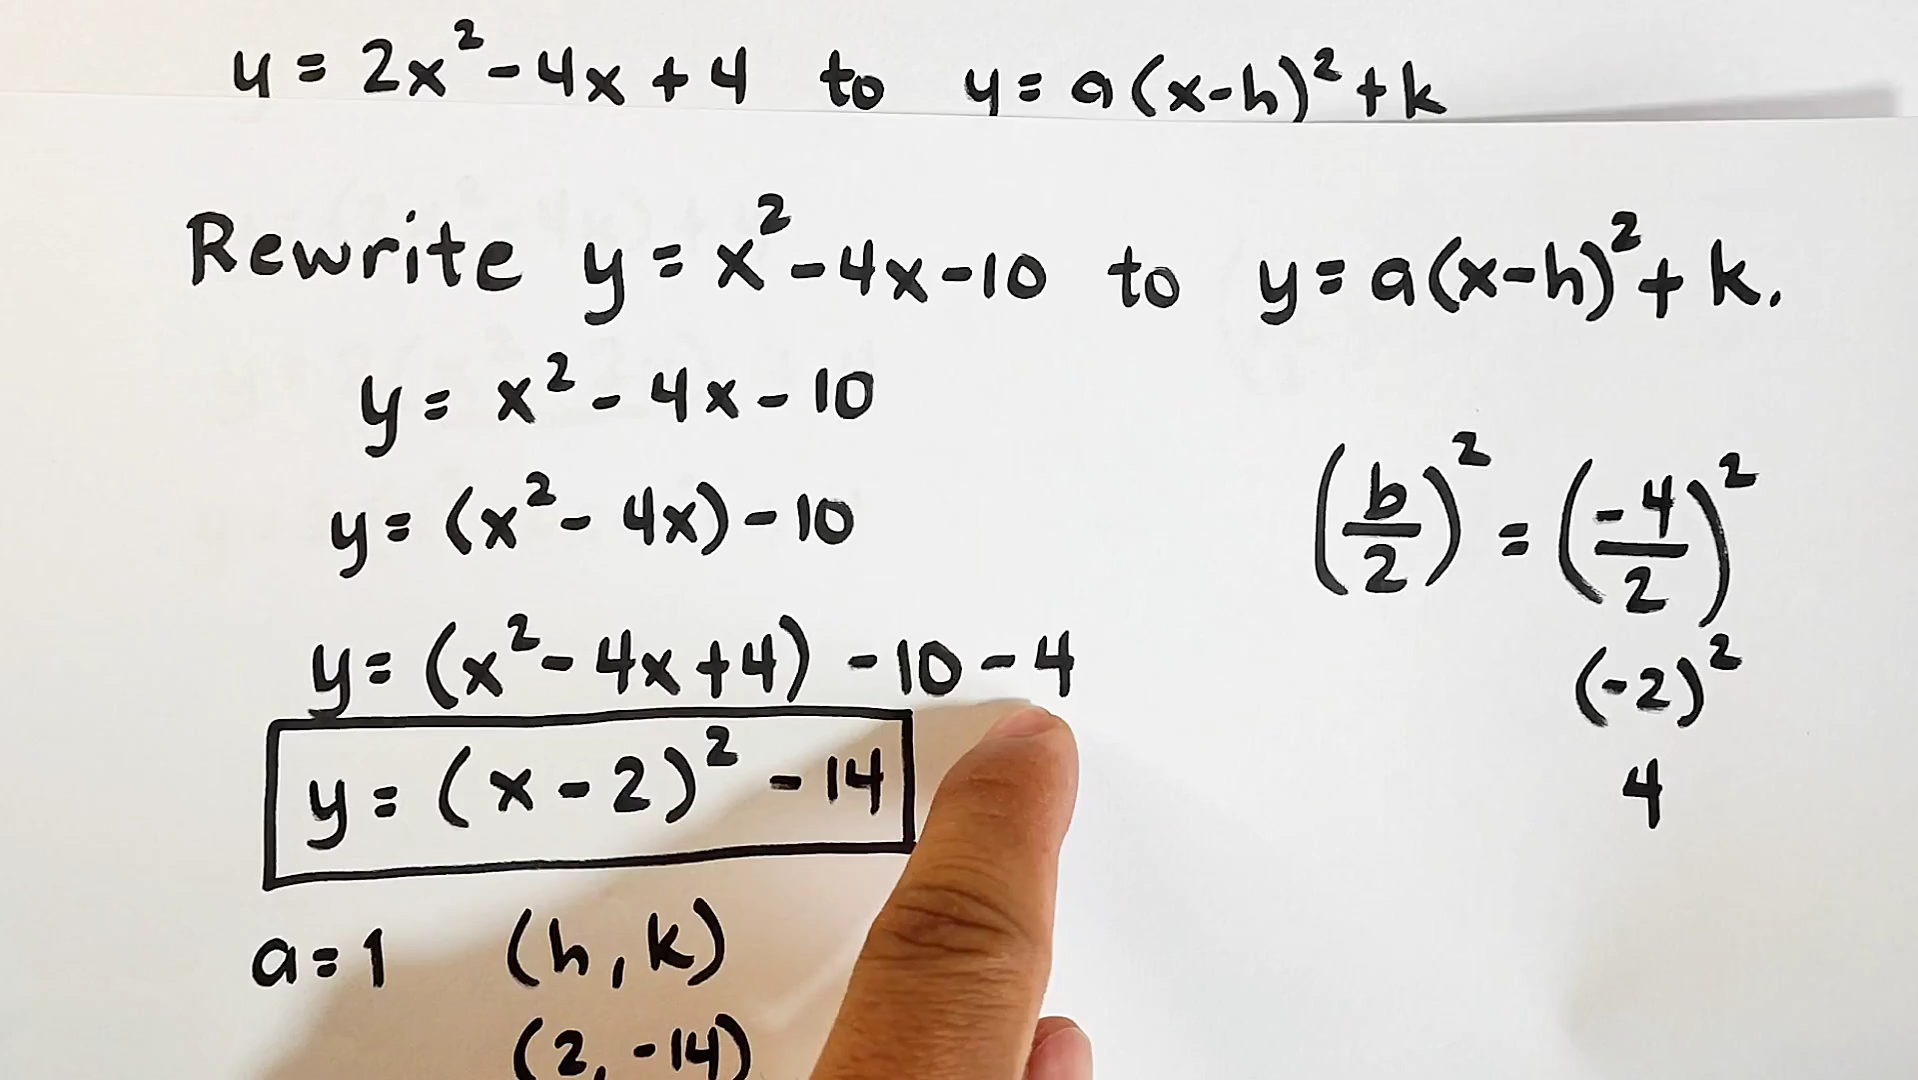 y = 2x² - 4x + 4 to y = a(x-h)² + k
Rewrite y = x² - 4x - 10 to y = a(x-h)² + k.
y = x² - 4x - 10
y = (x² - 4x) - 10
y = (x² - 4x + 4) - 10 - 4
y = (x - 2)² - 14
a = 1 (h, k)
(2, -14)
(b/2)² = (-4/2)²
(-2)²
4